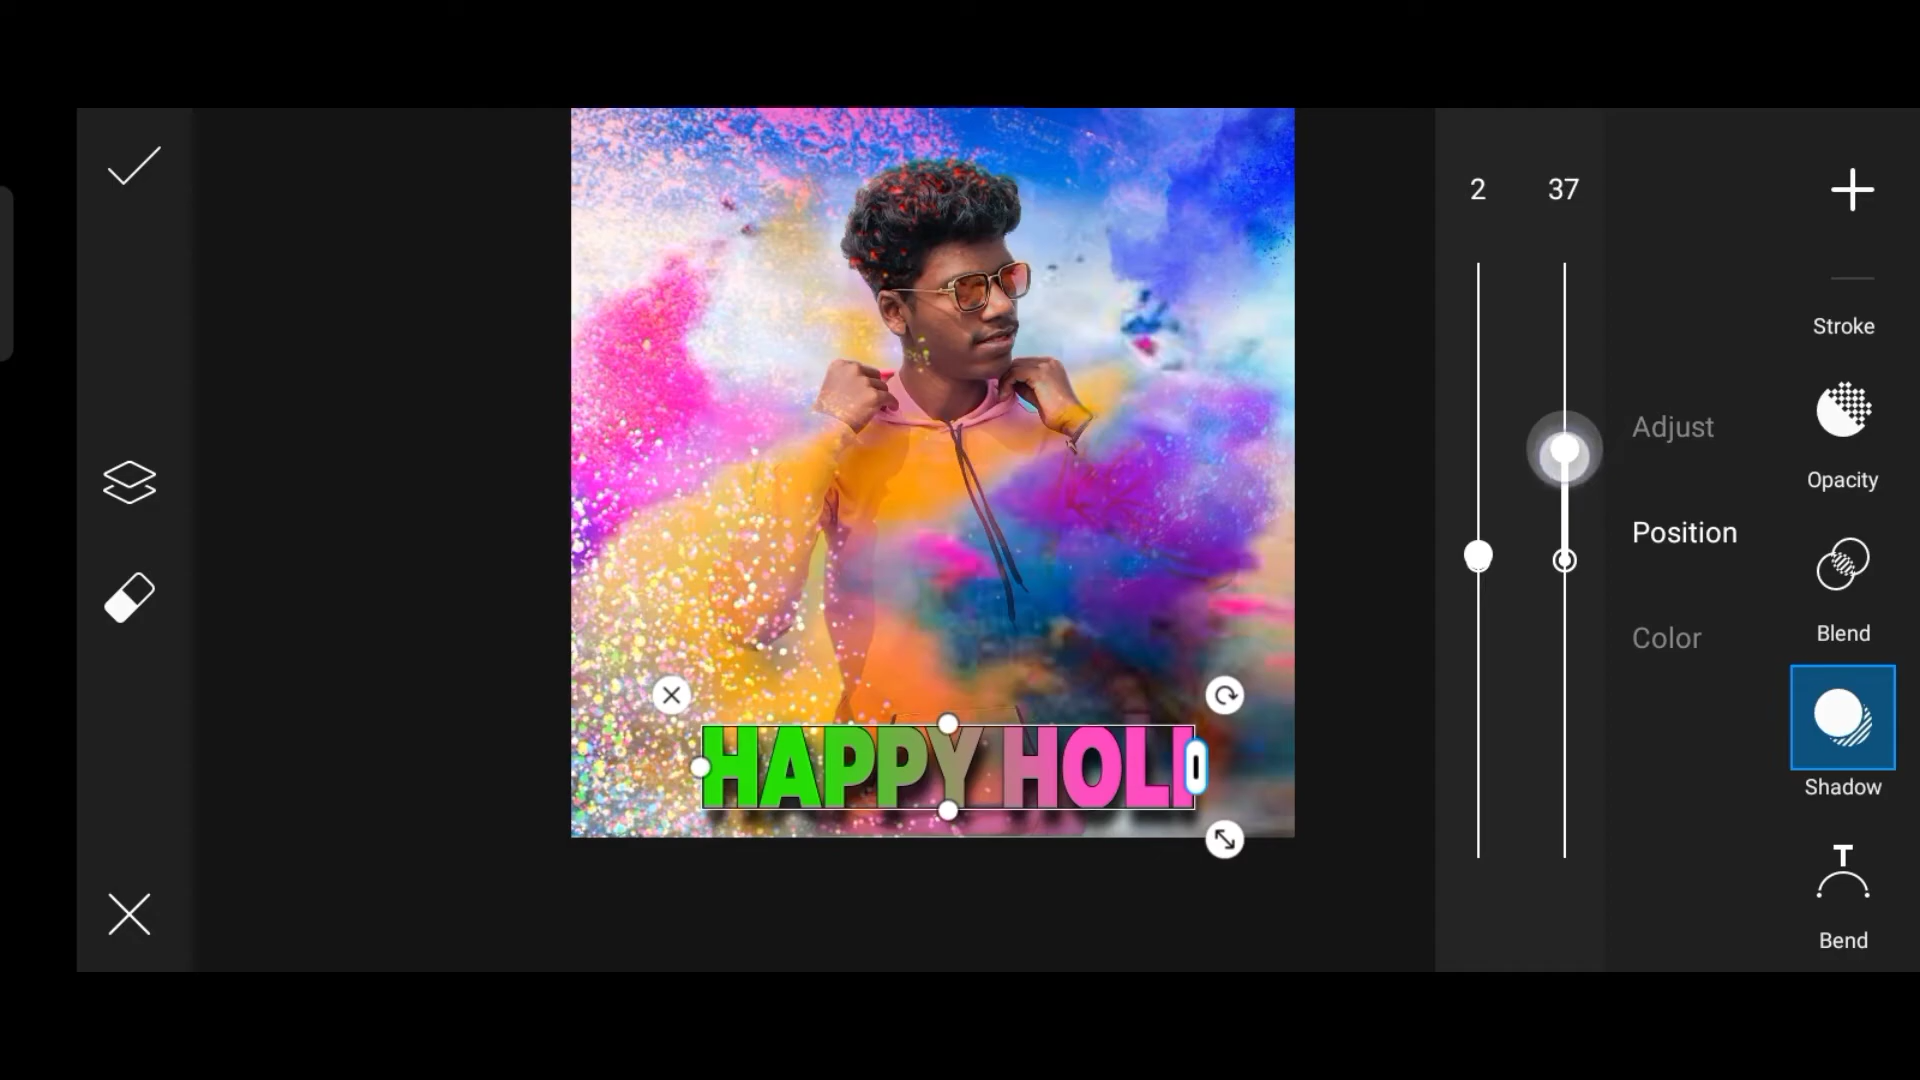 2 37
Stroke
Adjust
Opacity
Position
Blend
Color
HAPPY HOLI
Shadow
T
Bend